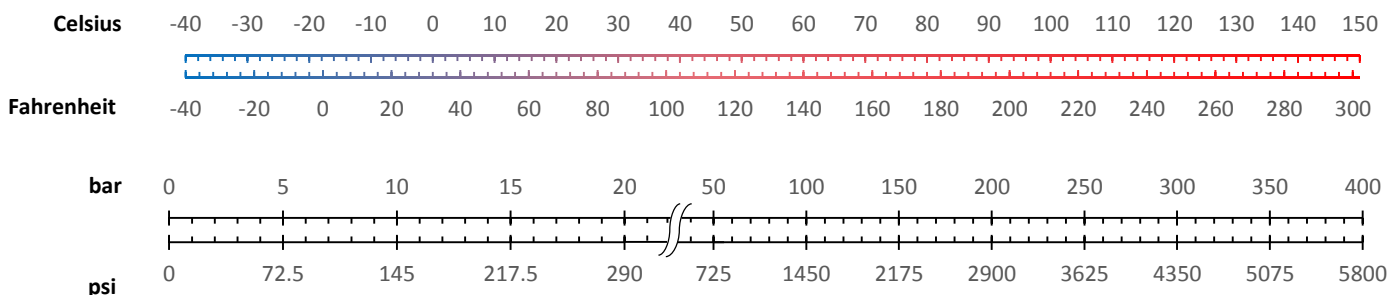 Celsius -40 -30 -20 -10 0 10 20 30 40 50 60 70 80 90 100 110 120 130 140 150
Fahrenheit -40 -20 0 20 40 60 80 100 120 140 160 180 200 220 240 260 280 300
bar 0 5 10 15 20 50 100 150 200 250 300 350 400
psi 0 72.5 145 217.5 290 725 1450 2175 2900 3625 4350 5075 5800